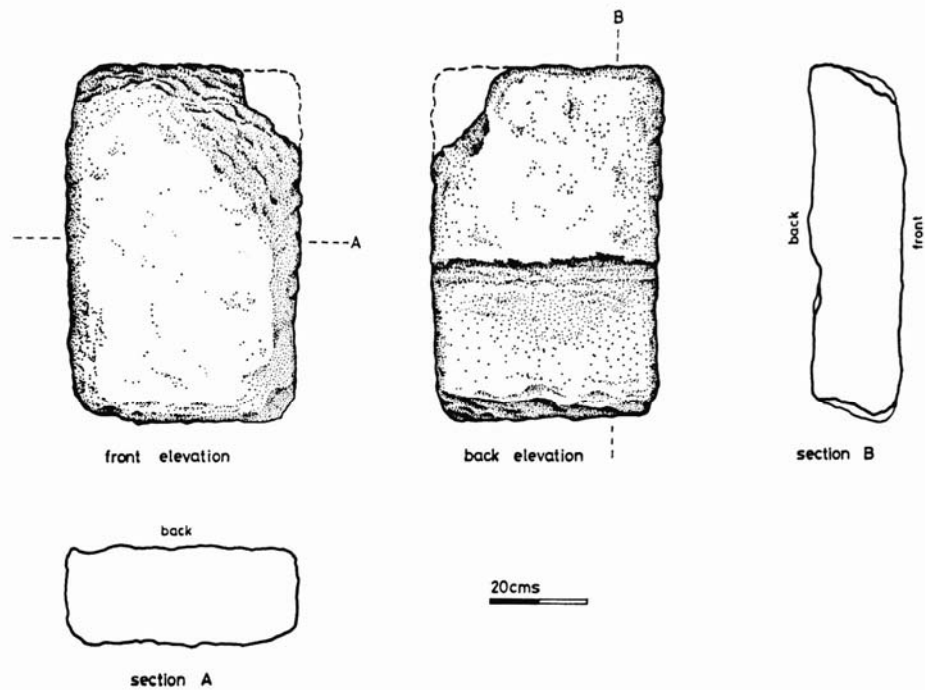 B
A
back
front
front elevation
back elevation
section B
back
20cms
section A